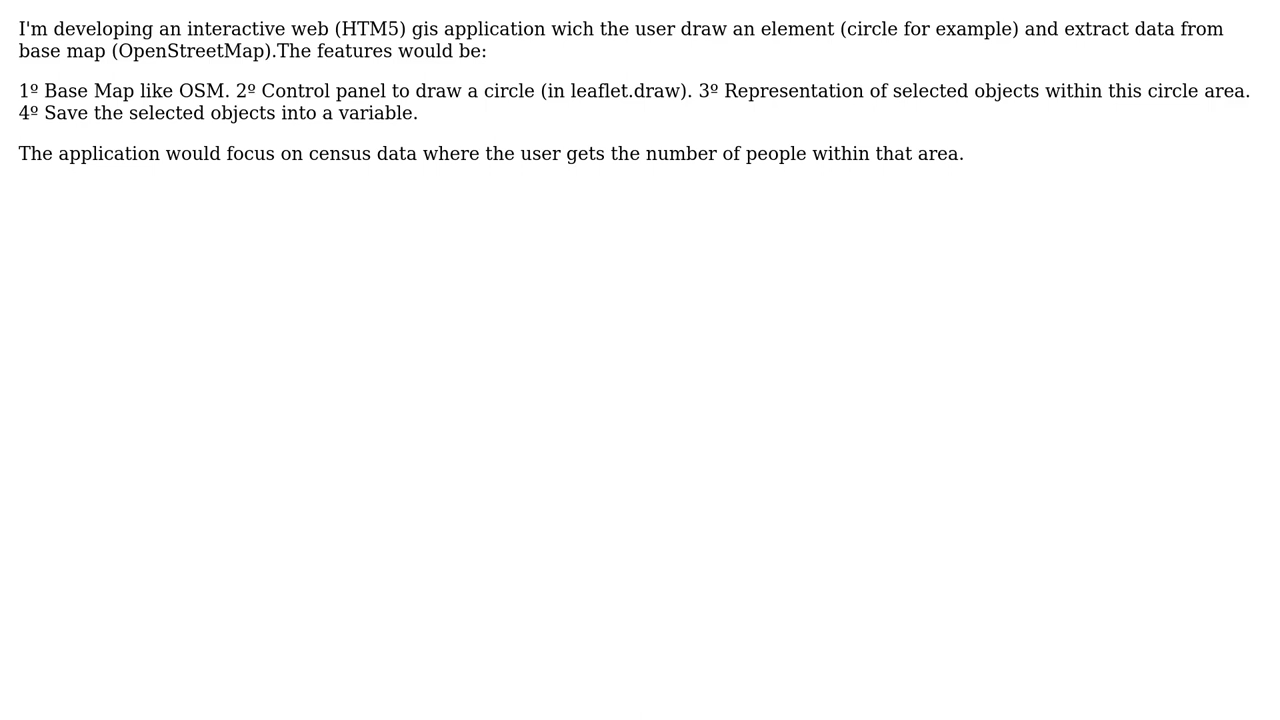 I'm developing an interactive web (HTM5) gis application wich the user draw an element (circle for example) and extract data from
base map (OpenStreetMap).The features would be:
1º Base Map like OSM. 2º Control panel to draw a circle (in leaflet.draw). 3º Representation of selected objects within this circle area.
4º Save the selected objects into a variable.
The application would focus on census data where the user gets the number of people within that area.